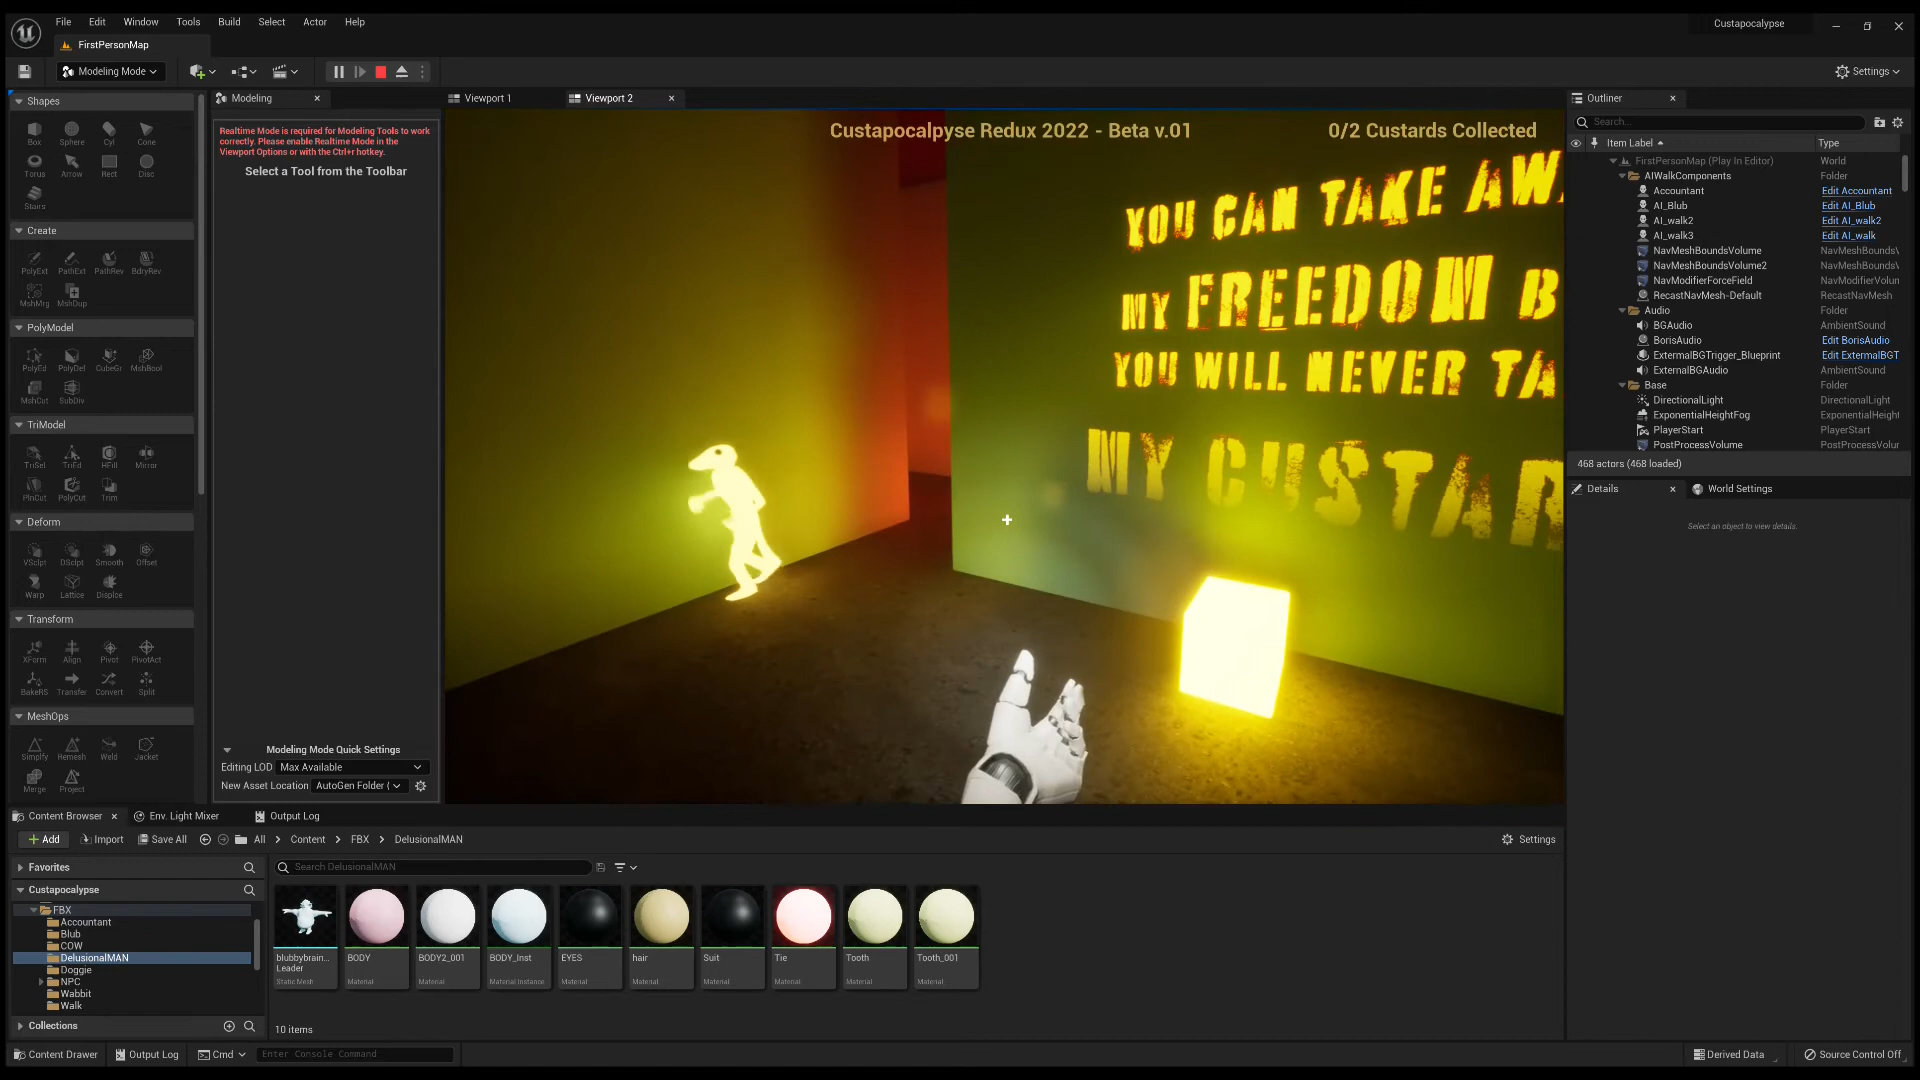 File Edit Window Tools Build Select Actor Help
Custapocalypse
FirstPersonMap
Modeling Mode
Settings
Shapes
Box Sphere Cyl Cone
Torus Arrow Rect Disc
Stairs
Create
PolyExt PathExt PathRev BdryRev
MshMrg MshDup
PolyModel
PolyEd PolyDef CubeGr MshBool
MshCut SubDiv
TriModel
TriSel TriEd HFill Mirror
PlnCut PolyCut Trim
Deform
VSclpt DSclpt Smooth Offset
Warp Lattice Displce
Transform
XForm Align Pivot PivotAct
BakeRS Transfer Convert Split
MeshOps
Simplfy Remesh Weld Jacket
Merge Project
Modeling
Realtime Mode is required for Modeling Tools to work
correctly. Please enable Realtime Mode in the
Viewport Options or with the Ctrl+r hotkey.
Select a Tool from the Toolbar
Modeling Mode Quick Settings
Editing LOD Max Available
New Asset Location AutoGen Folder (
Viewport 1 Viewport 2
Custapocalpyse Redux 2022 - Beta v.01 0/2 Custards Collected
YOU CAN TAKE AWA
MY FREEDOM B
YOU WILL NEVER TA
MY CUSTAR
Outliner
Search...
Item Label Type
FirstPersonMap (Play In Editor) World
AIWalkComponents Folder
Accountant Edit Accountant
AI_Blub Edit AI_Blub
AI_walk2 Edit AI_walk2
AI_walk3 Edit AI_walk
NavMeshBoundsVolume NavMeshBoundsV
NavMeshBoundsVolume2 NavMeshBoundsV
NavModifierForceField NavModifierVolun
RecastNavMesh-Default RecastNavMesh
Audio Folder
BGAudio AmbientSound
BorisAudio Edit BorisAudio
ExternalBGTrigger_Blueprint Edit ExternalBGT
ExternalBGAudio AmbientSound
Base Folder
DirectionalLight DirectionalLight
ExponentialHeightFog ExponentialHeight
PlayerStart PlayerStart
PostProcessVolume PostProcessVolur
468 actors (468 loaded)
Details World Settings
Select an object to view details.
Content Browser Env. Light Mixer Output Log
Add Import Save All All Content FBX DelusionalMAN Settings
Favorites
Custapocalypse
FBX
Accountant
Blub
COW
DelusionalMAN
Doggie
NPC
Wabbit
Walk
Collections
Search DelusionalMAN
blubbybrain... BODY BODY2_001 BODY_Inst EYES hair Suit Tie Tooth Tooth_001
Leader
Static Mesh Material Material Material Instance Material Material Material Material Material Material
10 items
Content Drawer Output Log Cmd Enter Console Command Derived Data Source Control Off